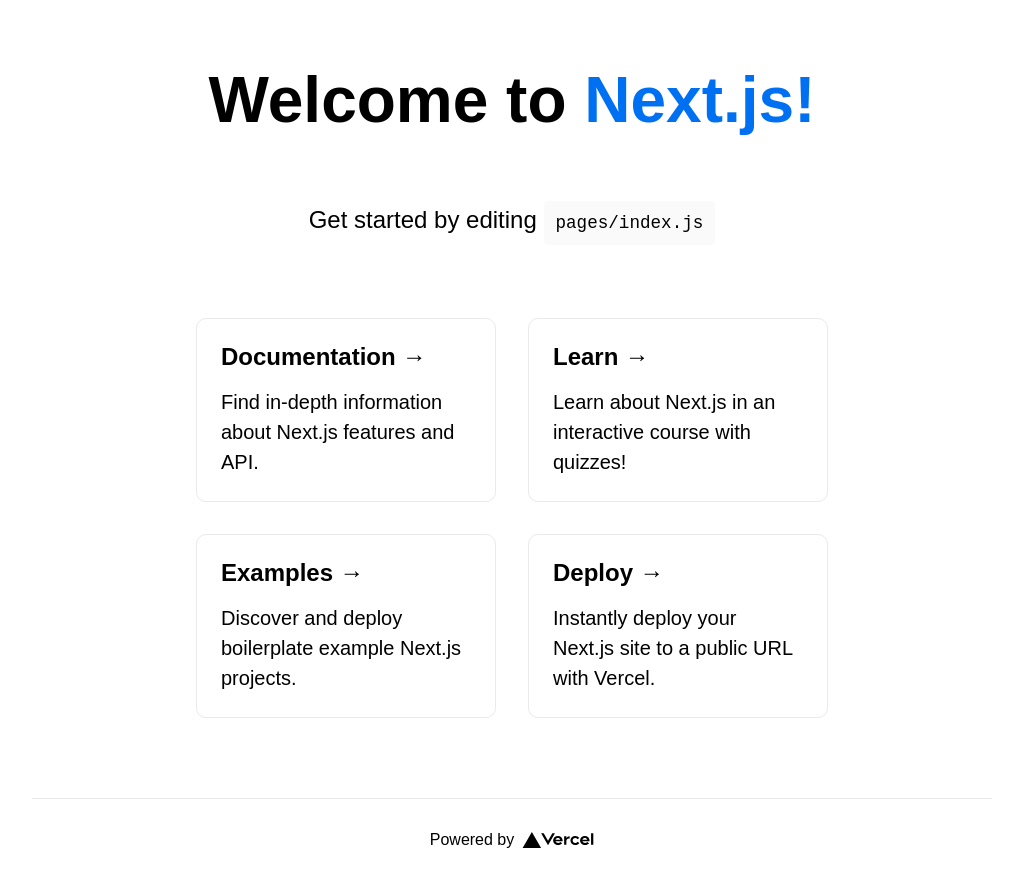 Welcome to Next.js!
Get started by editing pages/index.js
Documentation →
Find in-depth information
about Next.js features and
API.
Learn →
Learn about Next.js in an
interactive course with
quizzes!
Examples →
Discover and deploy
boilerplate example Next.js
projects.
Deploy →
Instantly deploy your
Next.js site to a public URL
with Vercel.
Powered by Vercel